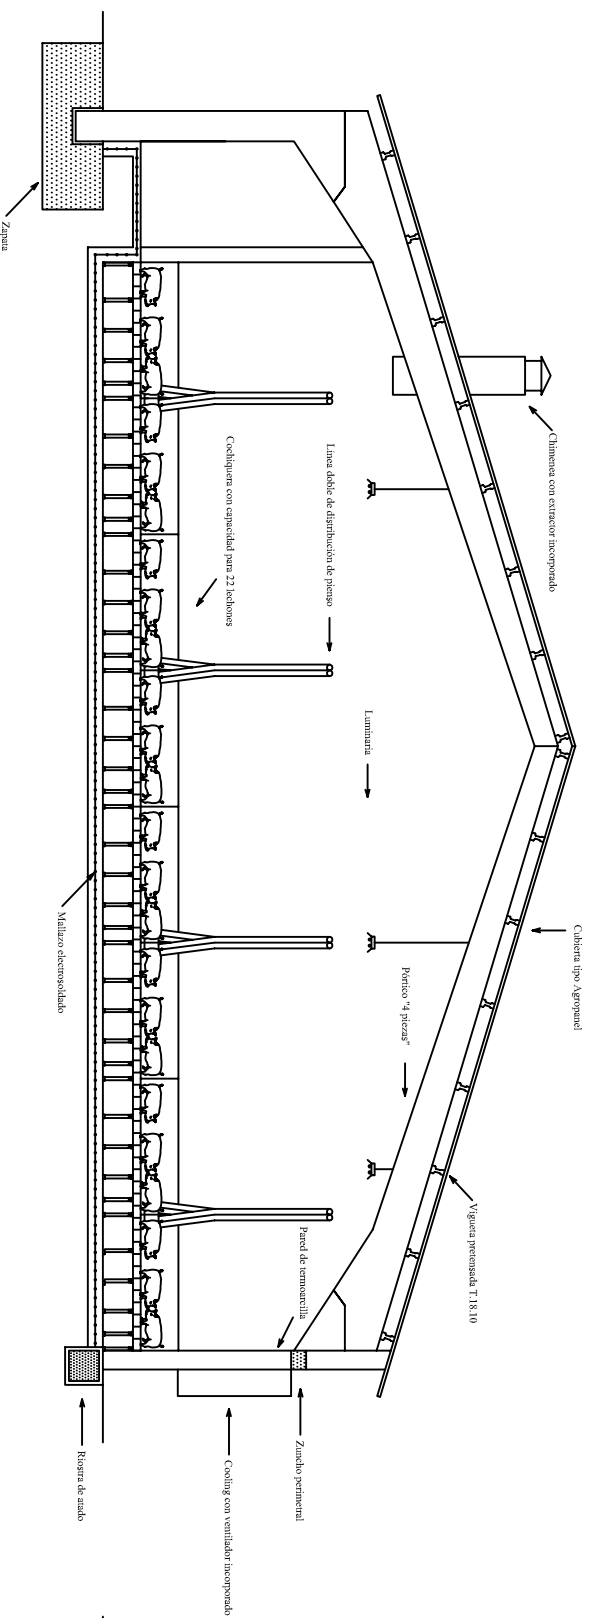 Chimenea con extractor incorporado
Cubierta tipo Agropanel
Vigueta pretensada T.18.10
Pórtico "4 piezas"
Luminaria
Línea doble de distribución de pienso
Cochiquera con capacidad para 22 lechones
Pared de termoarcilla
Zuncho perimetral
Cooling con ventilador incorporado
Zapata
Mallazo electrosoldado
Riostra de atado